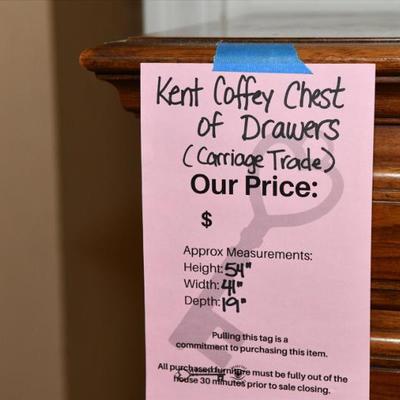 Kent Coffey Chest
of Drawers
(Carriage Trade)
Our Price:
$
Approx Measurements:
Height: 54"
Width: 41"
Depth: 19"
Pulling this tag is a
commitment to purchasing this item.
All purchased furniture must be fully out of the
house 30 minutes prior to sale closing.